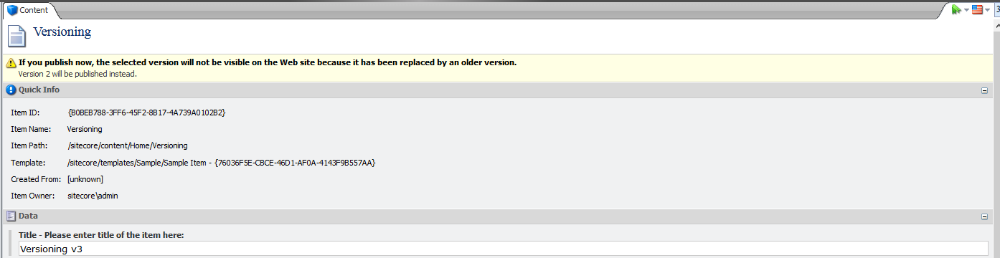 Content
3
Versioning
If you publish now, the selected version will not be visible on the Web site because it has been replaced by an older version.
Version 2 will be published instead.
Quick Info
Item ID: {B0BEB788-3FF6-45F2-8B17-4A739A0102B2}
Item Name: Versioning
Item Path: /sitecore/content/Home/Versioning
Template: /sitecore/templates/Sample/Sample Item - {76036F5E-CBCE-46D1-AF0A-4143F9B557AA}
Created From: [unknown]
Item Owner: sitecore\admin
Data
Title - Please enter title of the item here:
Versioning v3